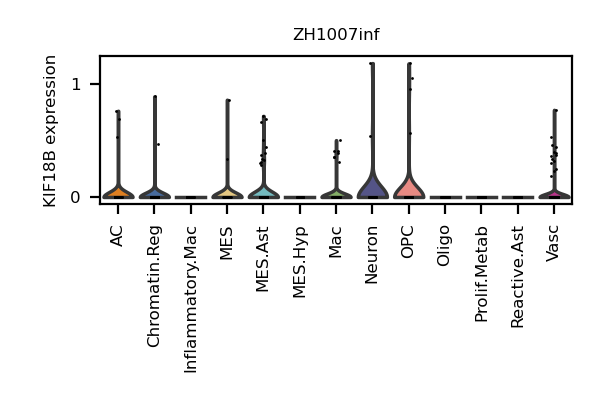 ZH1007inf
KIF18B expression
1
0
AC
Chromatin.Reg
Inflammatory.Mac
MES
MES.Ast
MES.Hyp
Mac
Neuron
OPC
Oligo
Prolif.Metab
Reactive.Ast
Vasc